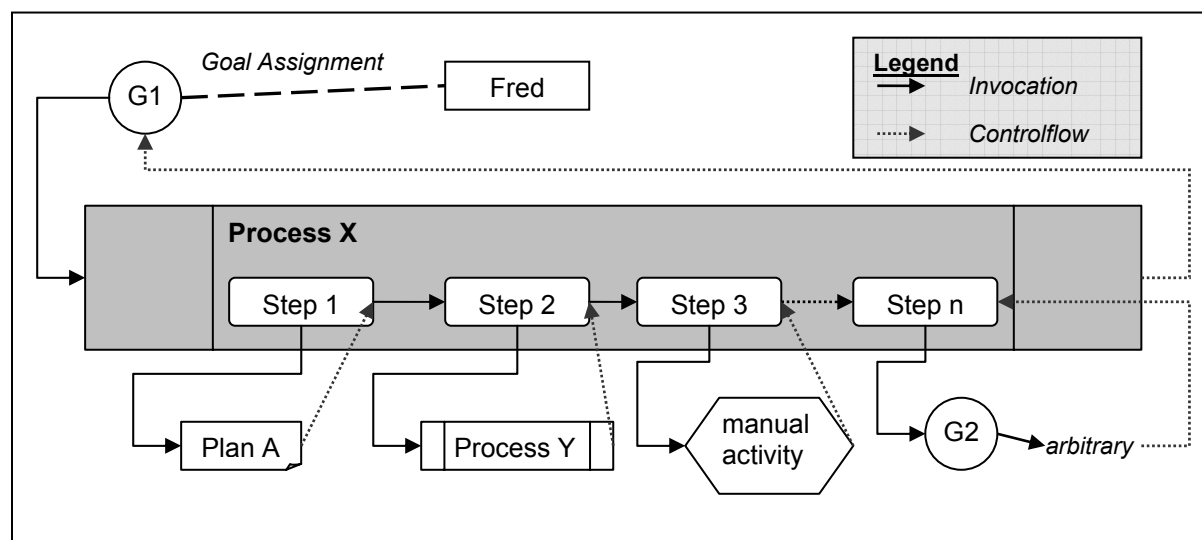 Goal Assignment
G1
Fred
Legend
Invocation
Controlflow
Process X
Step 1
Step 2
Step 3
Step n
Plan A
Process Y
manual
activity
G2
arbitrary